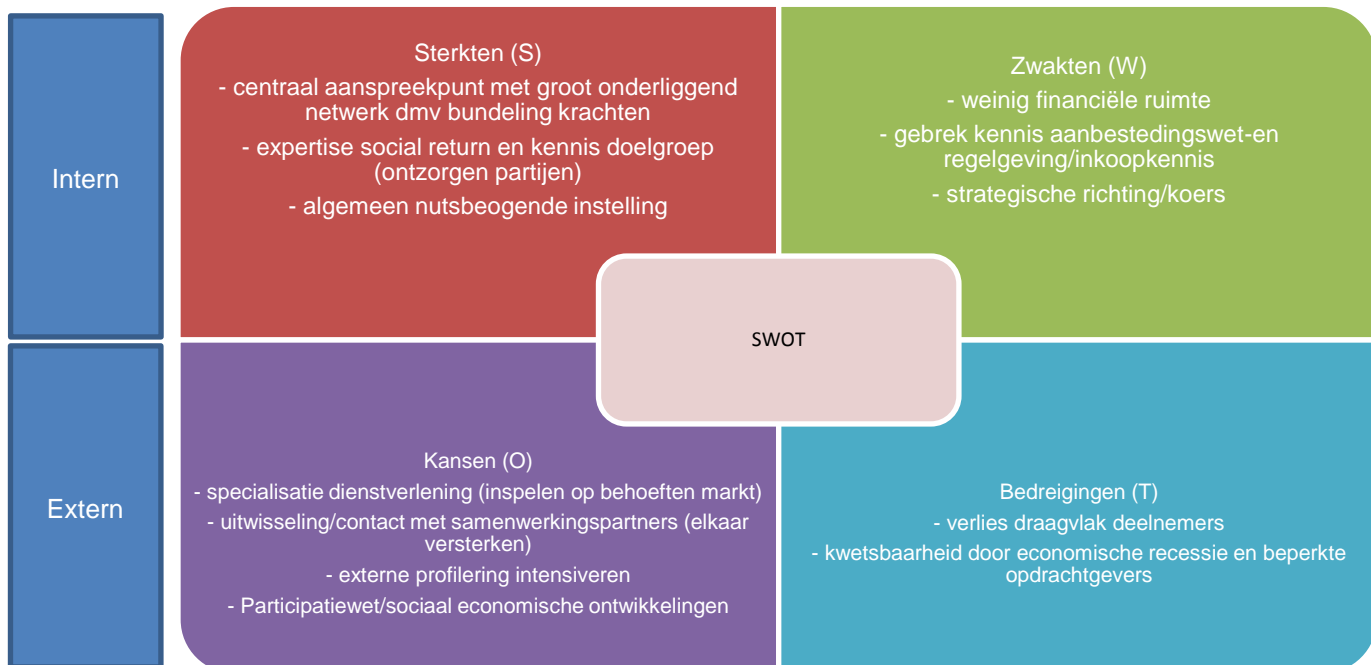 Intern
Sterkten (S)
- centraal aanspreekpunt met groot onderliggend
netwerk dmv bundeling krachten
- expertise social return en kennis doelgroep
(ontzorgen partijen)
- algemeen nutsbeogende instelling
Zwakten (W)
- weinig financiële ruimte
- gebrek kennis aanbestedingswet-en
regelgeving/inkoopkennis
- strategische richting/koers
SWOT
Extern
Kansen (O)
- specialisatie dienstverlening (inspelen op behoeften markt)
- uitwisseling/contact met samenwerkingspartners (elkaar
versterken)
- externe profilering intensiveren
- Participatiewet/sociaal economische ontwikkelingen
Bedreigingen (T)
- verlies draagvlak deelnemers
- kwetsbaarheid door economische recessie en beperkte
opdrachtgevers